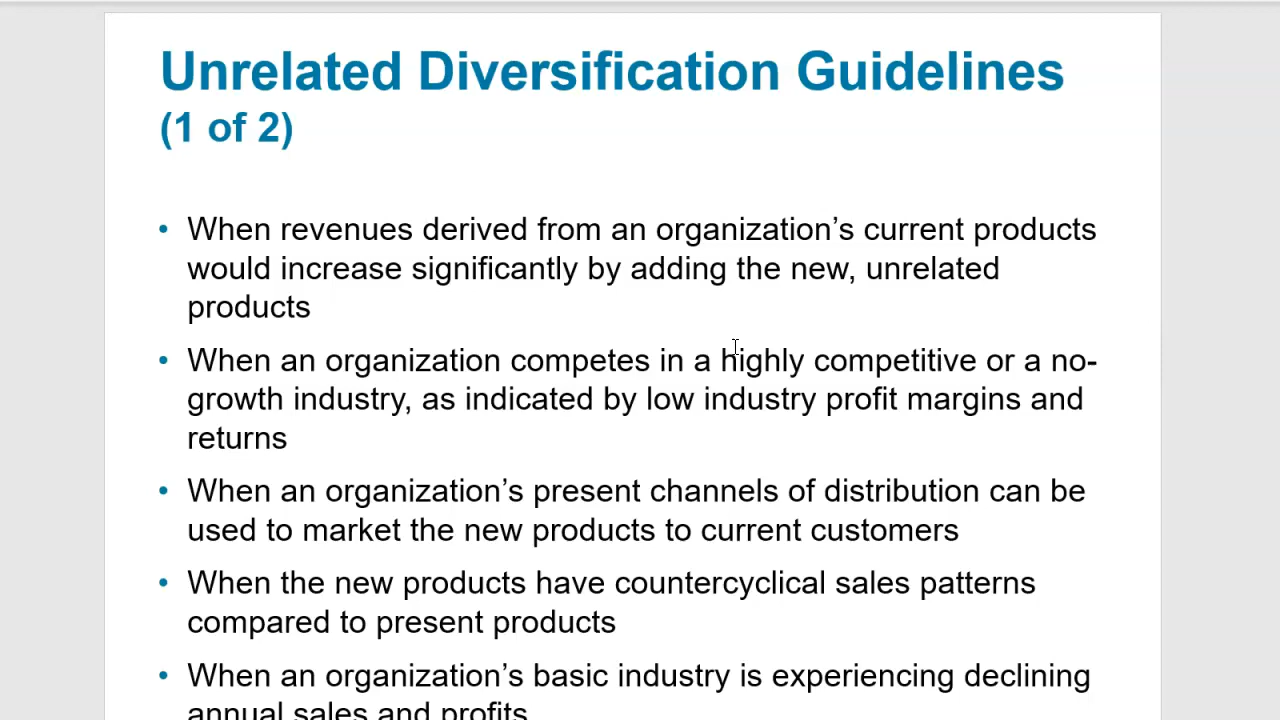 Unrelated Diversification Guidelines
(1 of 2)
• When revenues derived from an organization’s current products
would increase significantly by adding the new, unrelated
products
• When an organization competes in a highly competitive or a no-
growth industry, as indicated by low industry profit margins and
returns
• When an organization’s present channels of distribution can be
used to market the new products to current customers
• When the new products have countercyclical sales patterns
compared to present products
• When an organization’s basic industry is experiencing declining
annual sales and profits